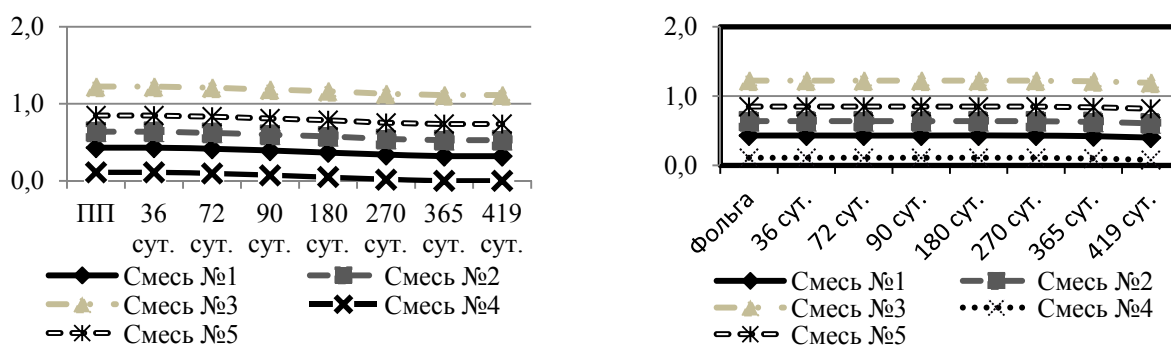 2,0
1,0
0,0
ПП 36 72 90 180 270 365 419
сут. сут. сут. сут. сут. сут. сут.
Смесь №1 Смесь №2
Смесь №3 Смесь №4
Смесь №5
2,0
1,0
0,0
Фольга 36 сут. 72 сут. 90 сут. 180 сут. 270 сут. 365 сут. 419 сут.
Смесь №1 Смесь №2
Смесь №3 Смесь №4
Смесь №5